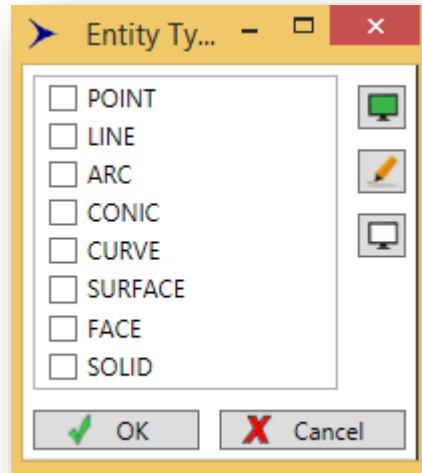 Entity Ty...
POINT
LINE
ARC
CONIC
CURVE
SURFACE
FACE
SOLID
OK
Cancel